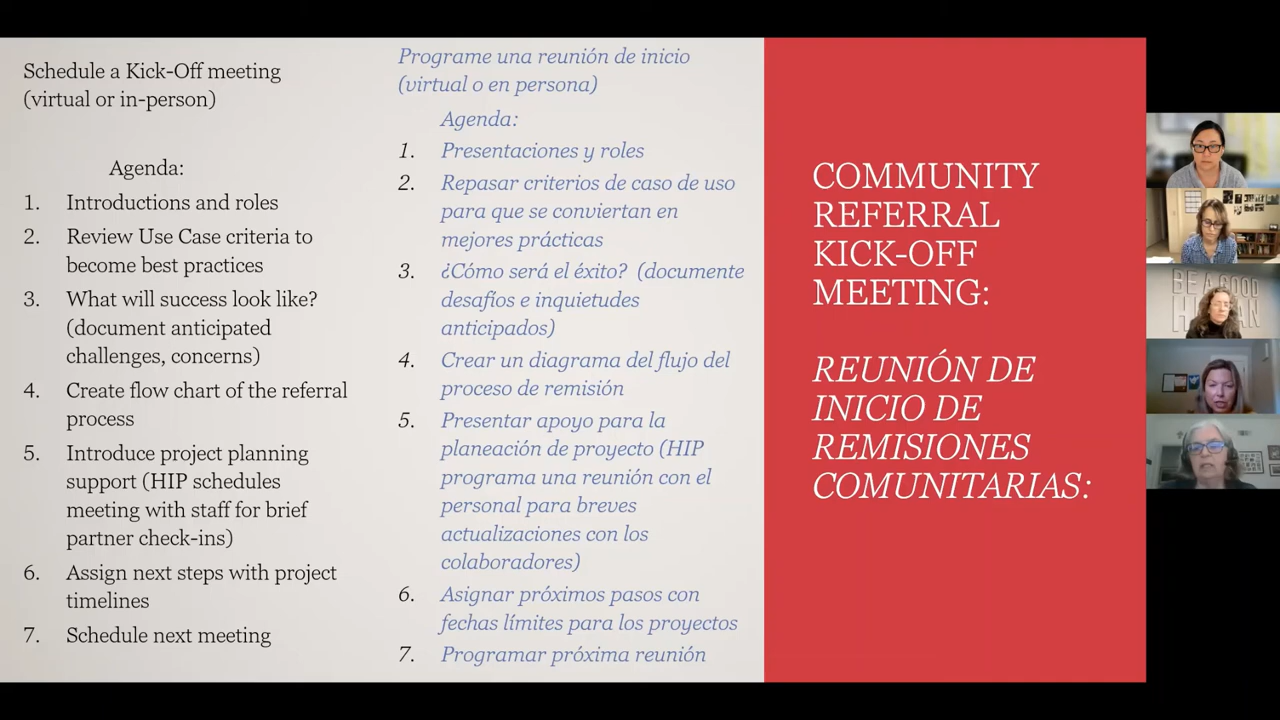 Schedule a Kick-Off meeting
(virtual or in-person)
Agenda:
1. Introductions and roles
2. Review Use Case criteria to
become best practices
3. What will success look like?
(document anticipated
challenges, concerns)
4. Create flow chart of the referral
process
5. Introduce project planning
support (HIP schedules
meeting with staff for brief
partner check-ins)
6. Assign next steps with project
timelines
7. Schedule next meeting
Programe una reunión de inicio
(virtual o en persona)
Agenda:
1. Presentaciones y roles
2. Repasar criterios de caso de uso
para que se conviertan en
mejores prácticas
3. ¿Cómo será el éxito? (documente
desafíos e inquietudes
anticipados)
4. Crear un diagrama del flujo del
proceso de remisión
5. Presentar apoyo para la
planeación de proyecto (HIP
programa una reunión con el
personal para breves
actualizaciones con los
colaboradores)
6. Asignar próximos pasos con
fechas límites para los proyectos
7. Programar próxima reunión
COMMUNITY
REFERRAL
KICK-OFF
MEETING:
REUNIÓN DE
INICIO DE
REMISIONES
COMUNITARIAS:
BE A GOOD